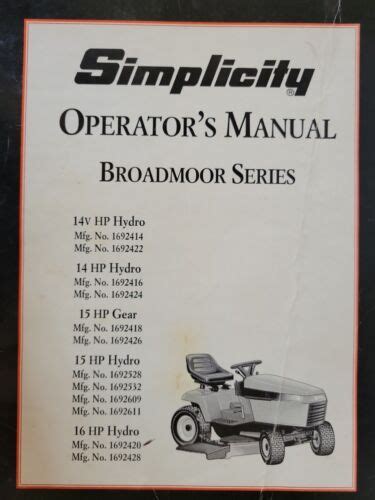 Simplicity®
OPERATOR'S MANUAL
BROADMOOR SERIES
14V HP Hydro
Mfg. No. 1692414
Mfg. No. 1692422
14 HP Hydro
Mfg. No. 1692416
Mfg. No. 1692424
15 HP Gear
Mfg. No. 1692418
Mfg. No. 1692426
15 HP Hydro
Mfg. No. 1692528
Mfg. No. 1692532
Mfg. No. 1692609
Mfg. No. 1692611
16 HP Hydro
Mfg. No. 1692420
Mfg. No. 1692428